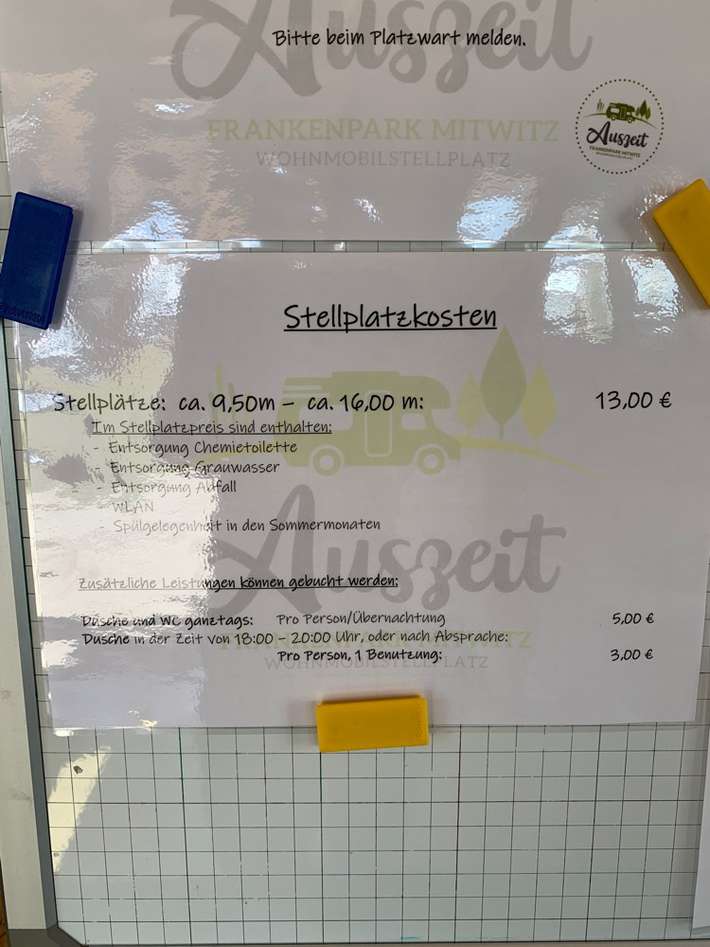 Auszeit
Bitte beim Platzwart melden.
FRANKENPARK MITWITZ
WOHNMOBILSTELLPLATZ
Auszeit
FRANKENPARK MITWITZ
Stellplatzkosten
Stellplätze: ca. 9,50m – ca. 16,00 m: 13,00 €
Im Stellplatzpreis sind enthalten:
- Entsorgung Chemietoilette
- Entsorgung Grauwasser
- Entsorgung Abfall
- WLAN
- Spülgelegenheit in den Sommermonaten
Auszeit
Zusätzliche Leistungen können gebucht werden:
Dusche und WC ganztags: Pro Person/Übernachtung 5,00 €
Dusche in der Zeit von 18:00 – 20:00 Uhr, oder nach Absprache:
Pro Person, 1 Benutzung: 3,00 €
WOHNMOBILSTELLPLATZ